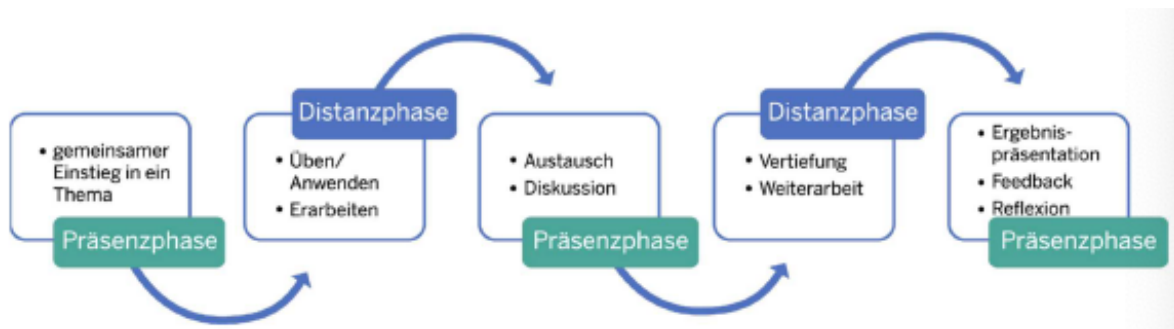 • gemeinsamer
Einstieg in ein
Thema
Präsenzphase
Distanzphase
• Üben/
Anwenden
• Erarbeiten
• Austausch
• Diskussion
Präsenzphase
Distanzphase
• Vertiefung
• Weiterarbeit
• Ergebnis-
präsentation
• Feedback
• Reflexion
Präsenzphase